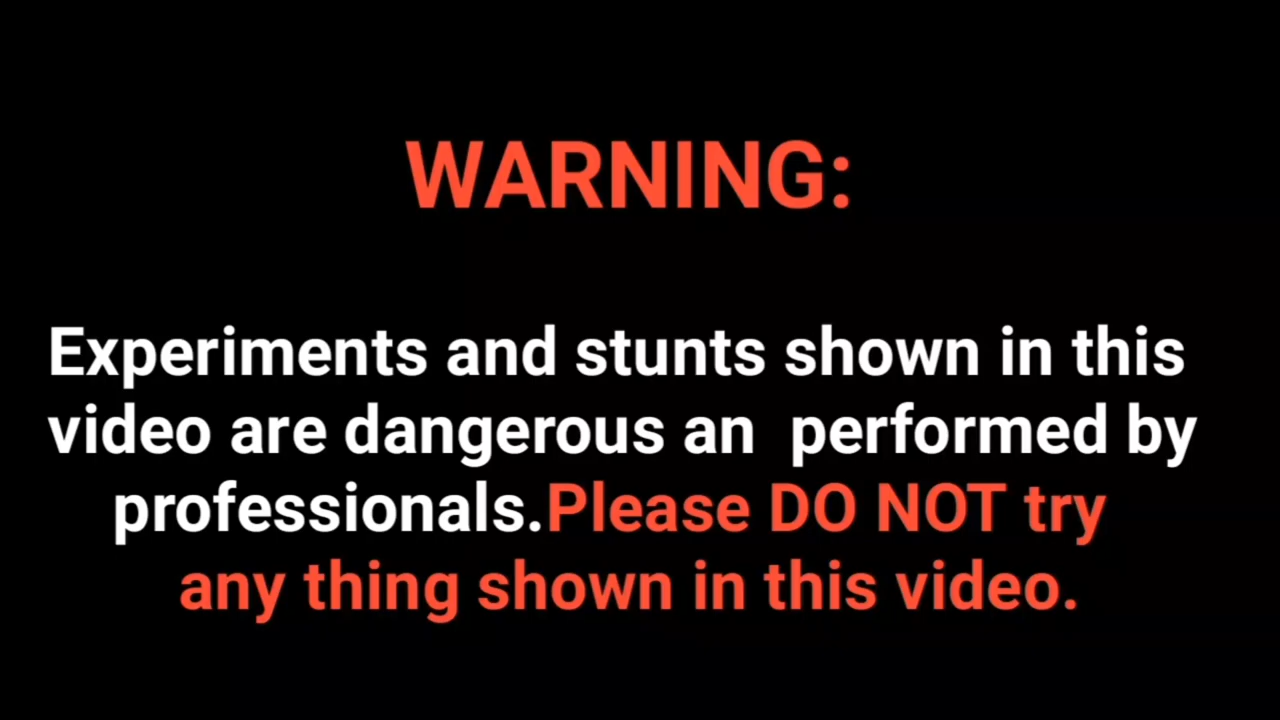 WARNING:
Experiments and stunts shown in this
video are dangerous an  performed by
professionals.Please DO NOT try
any thing shown in this video.